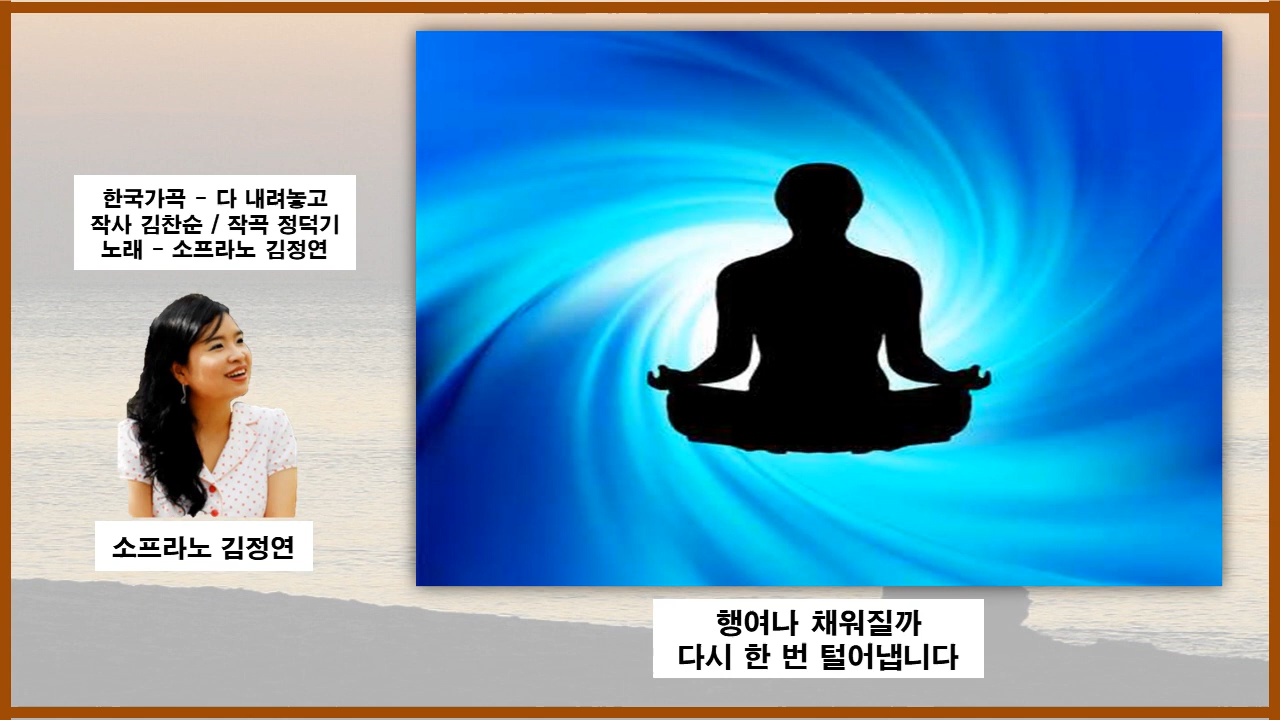 한국가곡 - 다 내려놓고
작사 김찬순 / 작곡 정덕기
노래 - 소프라노 김정연
소프라노 김정연
행여나 채워질까
다시 한 번 털어냅니다